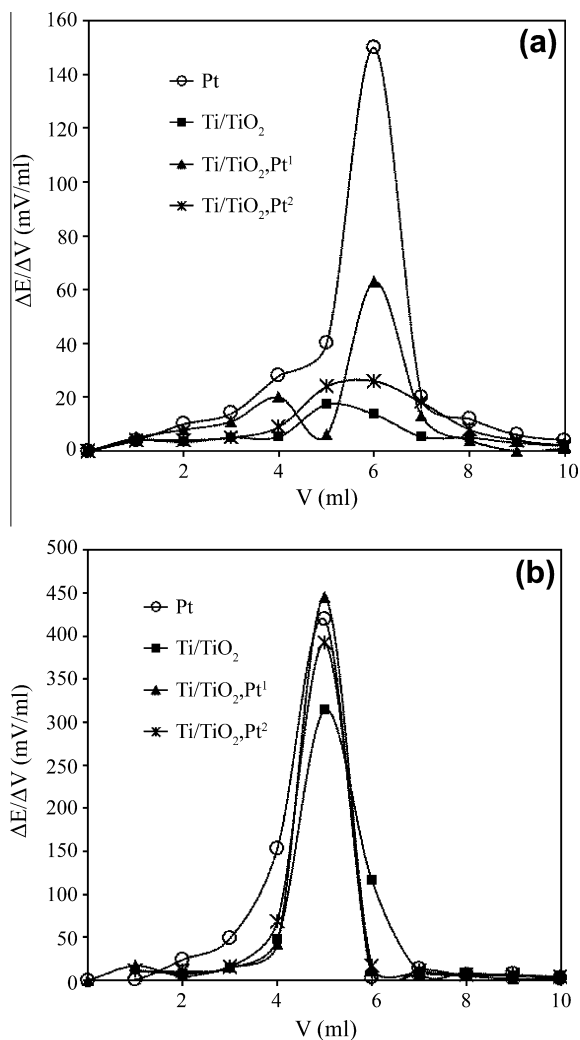 (a)
160
140
120
100
80
60
40
20
0
ΔE/ΔV (mV/ml)
Pt
Ti/TiO₂
Ti/TiO₂,Pt¹
Ti/TiO₂,Pt²
2 4 6 8 10
V (ml)
(b)
500
450
400
350
300
250
200
150
100
50
0
ΔE/ΔV (mV/ml)
Pt
Ti/TiO₂
Ti/TiO₂,Pt¹
Ti/TiO₂,Pt²
2 4 6 8 10
V (ml)